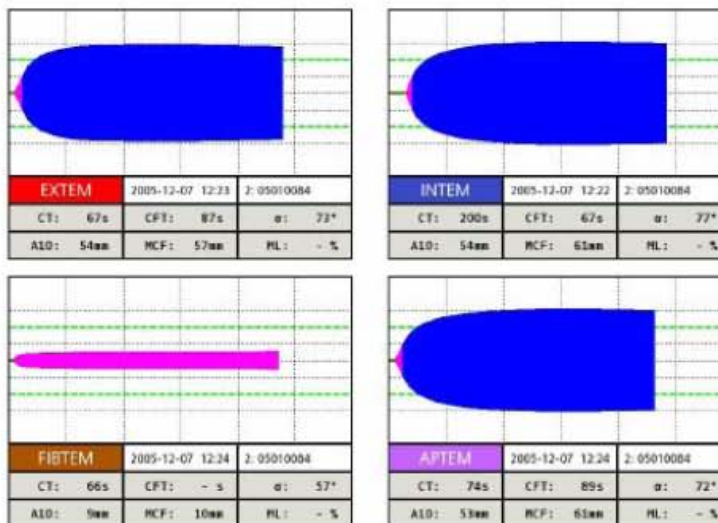 EXTEM 2005-12-07 12:23 2: 05010084
CT: 67s CFT: 87s α: 73°
A10: 54mm MCF: 57mm ML: - %
INTEM 2005-12-07 12:22 2: 05010084
CT: 200s CFT: 67s α: 77°
A10: 54mm MCF: 61mm ML: - %
FIBTEM 2005-12-07 12:24 2: 05010084
CT: 66s CFT: - s α: 57°
A10: 9mm MCF: 10mm ML: - %
APTEM 2005-12-07 12:24 2: 05010084
CT: 74s CFT: 89s α: 72°
A10: 53mm MCF: 61mm ML: - %